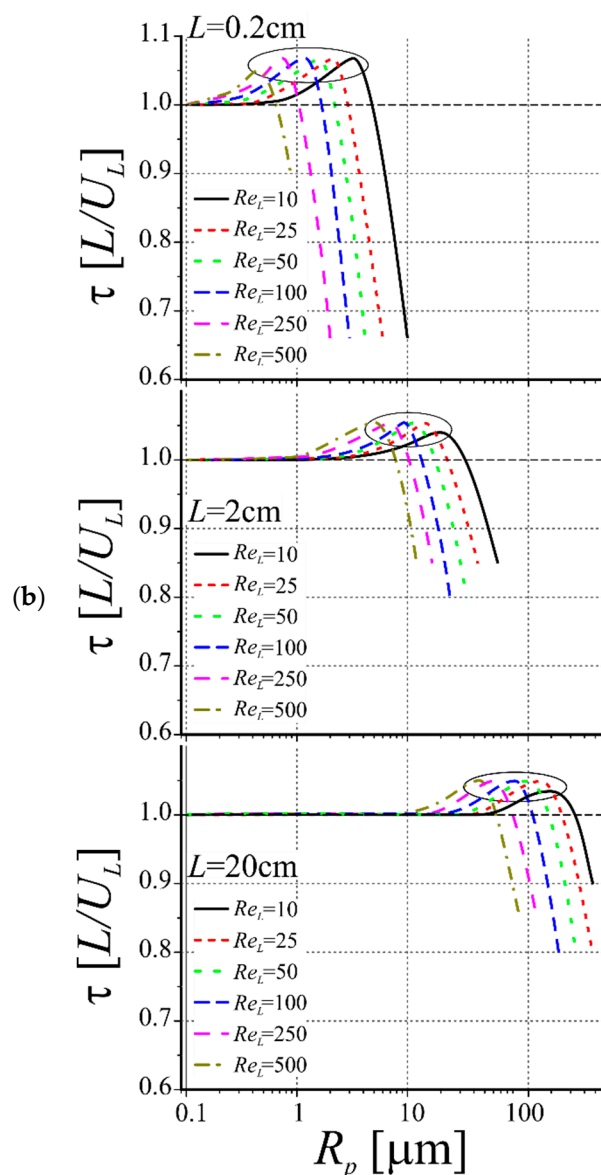 L=0.2cm
1.1
1.0
0.9
0.8
0.7
0.6
τ [L/U_L]
Re_L=10
Re_L=25
Re_L=50
Re_L=100
Re_L=250
Re_L=500
(b)
L=2cm
1.0
0.9
0.8
0.7
0.6
τ [L/U_L]
Re_L=10
Re_L=25
Re_L=50
Re_L=100
Re_L=250
Re_L=500
L=20cm
1.0
0.9
0.8
0.7
0.6
τ [L/U_L]
Re_L=10
Re_L=25
Re_L=50
Re_L=100
Re_L=250
Re_L=500
0.1 1 10 100
R_p [μm]